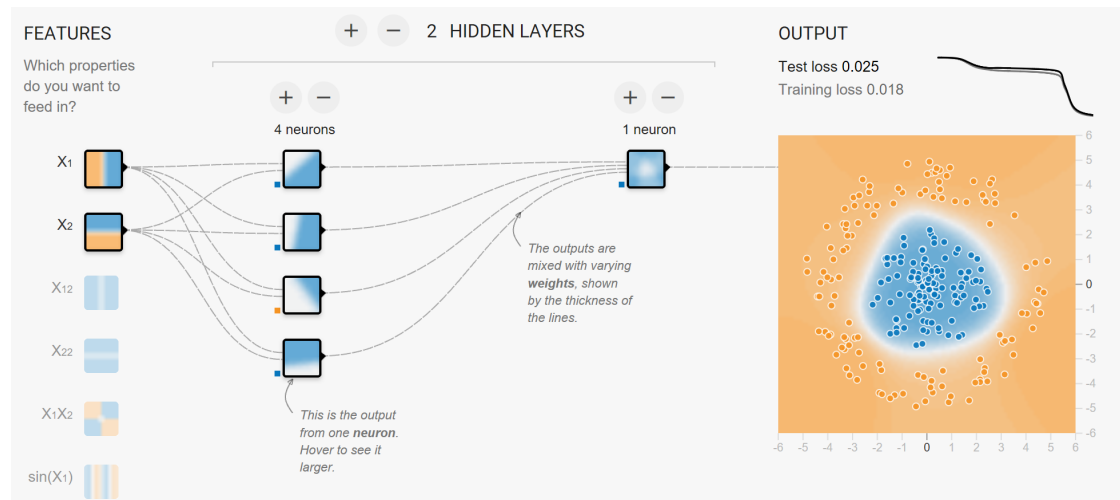 FEATURES
Which properties
do you want to
feed in?
X1
X2
X12
X22
X1X2
sin(X1)
+ − 2 HIDDEN LAYERS
+ −
4 neurons
+ −
1 neuron
This is the output
from one neuron.
Hover to see it
larger.
The outputs are
mixed with varying
weights, shown
by the thickness of
the lines.
OUTPUT
Test loss 0.025
Training loss 0.018
6
5
4
3
2
1
0
-1
-2
-3
-4
-5
-6
-6 -5 -4 -3 -2 -1 0 1 2 3 4 5 6